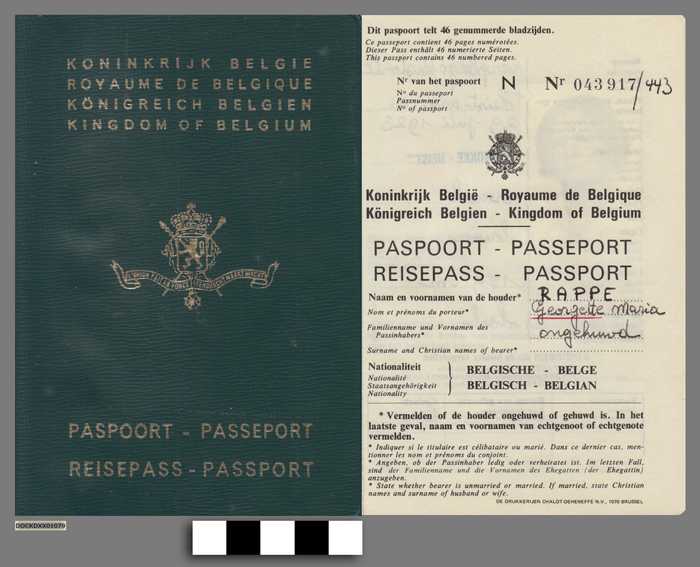 KONINKRIJK BELGIE
ROYAUME DE BELGIQUE
KÖNIGREICH BELGIEN
KINGDOM OF BELGIUM
PASPOORT - PASSEPORT
REISEPASS - PASSPORT
Dit paspoort telt 46 genummerde bladzijden.
Ce passeport contient 46 pages numérotées.
Dieser Pass enthält 46 numerierte Seiten.
This passport contains 46 numbered pages.
Nr van het paspoort N Nr 043917/443
No du passeport
Passnummer
No of passport
Koninkrijk België - Royaume de Belgique
Königreich Belgien - Kingdom of Belgium
PASPOORT - PASSEPORT
REISEPASS - PASSPORT
Naam en voornamen van de houder* RAPPE
Nom et prénoms du porteur* Georgette Maria
Familienname und Vornamen des
Passinhabers* ongehuwd
Surname and Christian names of bearer*
Nationaliteit
Nationalité
Staatsangehörigkeit
Nationality
BELGISCHE - BELGE
BELGISCH - BELGIAN
* Vermelden of de houder ongehuwd of gehuwd is. In het
laatste geval, naam en voornamen van echtgenoot of echtgenote
vermelden.
* Indiquer si le titulaire est célibataire ou marié. Dans ce dernier cas, men-
tionner les nom et prénoms du conjoint.
* Angeben, ob der Passinhaber ledig oder verheiratet ist. Im letzten Fall,
sind der Familienname und die Vornamen des Ehegatten (der Ehegattin)
anzugeben.
* State whether bearer is unmarried or married. If married, state Christian
names and surname of husband or wife.
DE DRUKKERIJEN CHALOT-DEHENEFFE N.V., 1070 BRUSSEL
DOCKDXX01079